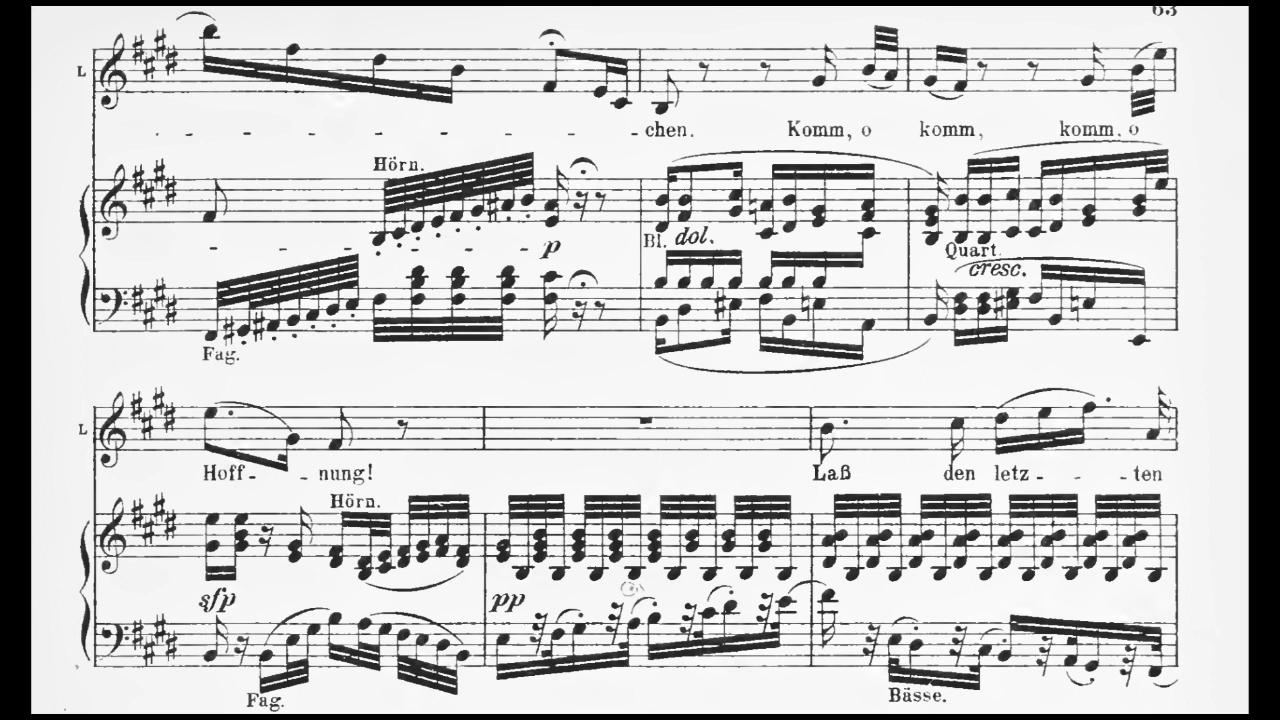 63
L
- - - - - - chen. Komm, o komm, komm, o
Hörn.
- - - - - - - p
Bl. dol.
Quart.
cresc.
Fag.
L
Hoff- - - nung! Laß den letz- - - - ten
Hörn.
sfp pp
Fag.
Bässe.